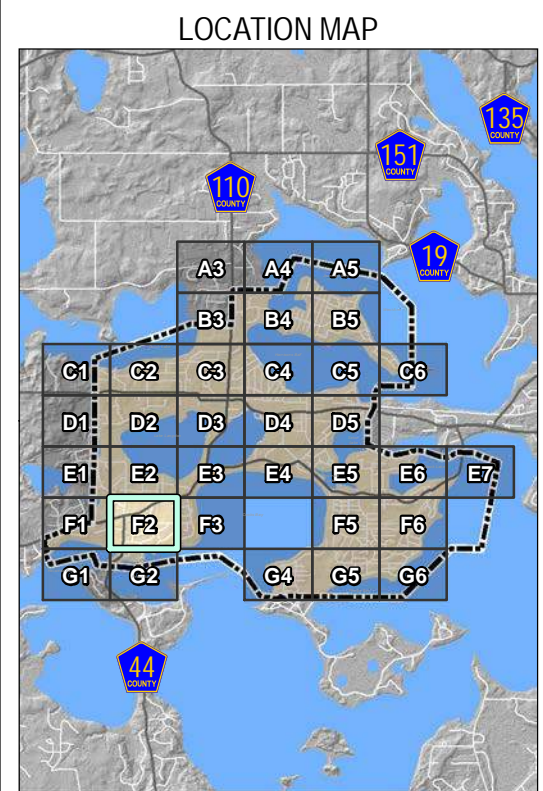 LOCATION MAP
135
COUNTY
151
COUNTY
110
COUNTY
19
COUNTY
A3 A4 A5
B3 B4 B5
C1 C2 C3 C4 C5 C6
D1 D2 D3 D4 D5
E1 E2 E3 E4 E5 E6 E7
F1 F2 F3 F5 F6
G1 G2 G4 G5 G6
44
COUNTY